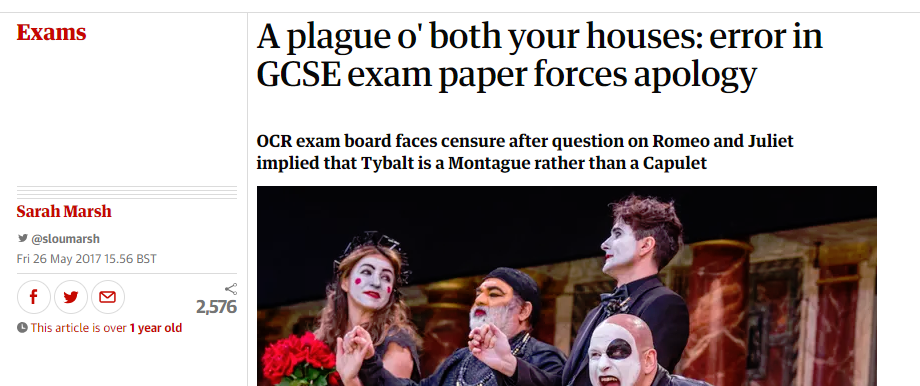 Exams
A plague o' both your houses: error in
GCSE exam paper forces apology
OCR exam board faces censure after question on Romeo and Juliet
implied that Tybalt is a Montague rather than a Capulet
Sarah Marsh
@sloumarsh
Fri 26 May 2017 15.56 BST
2,576
This article is over 1 year old